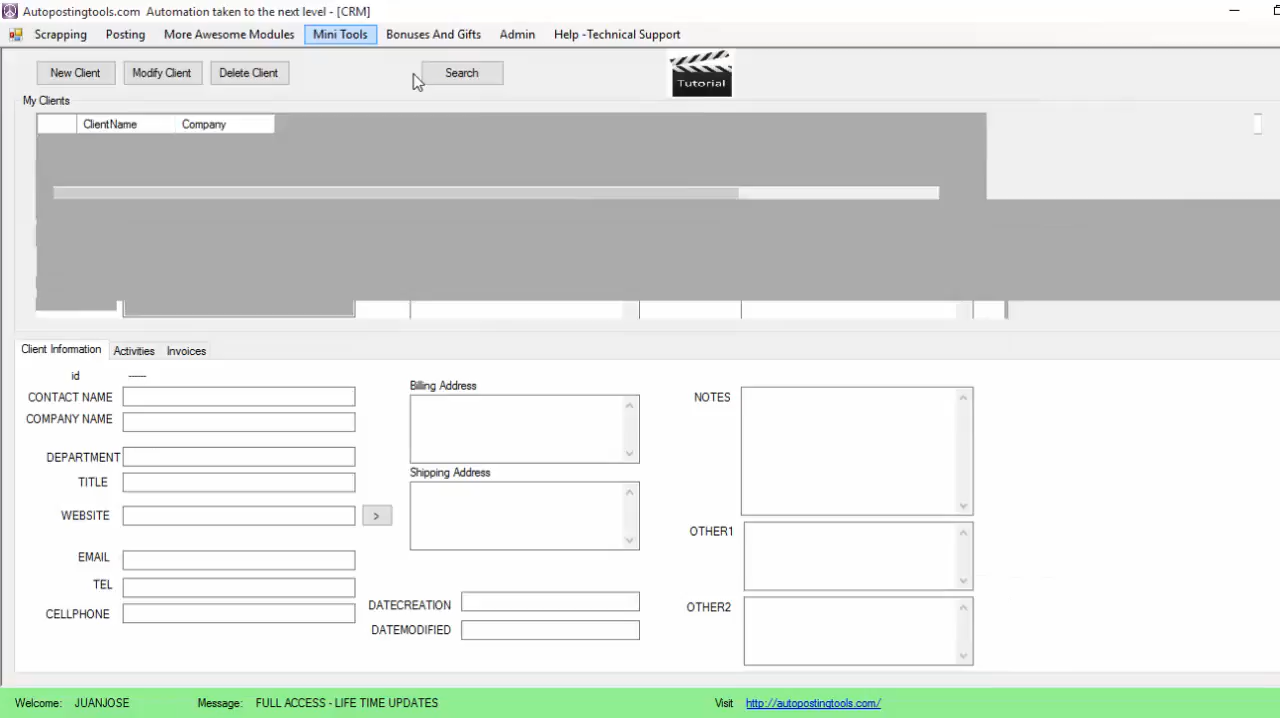 Autopostingtools.com  Automation taken to the next level - [CRM]
Scrapping Posting More Awesome Modules Mini Tools Bonuses And Gifts Admin Help -Technical Support
New Client Modify Client Delete Client Search Tutorial
My Clients
ClientName Company
Client Information Activities Invoices
id ------
CONTACT NAME
COMPANY NAME
DEPARTMENT
TITLE
WEBSITE >
EMAIL
TEL
CELLPHONE
Billing Address
Shipping Address
DATECREATION
DATEMODIFIED
NOTES
OTHER1
OTHER2
Welcome: JUANJOSE Message: FULL ACCESS - LIFE TIME UPDATES Visit http://autopostingtools.com/